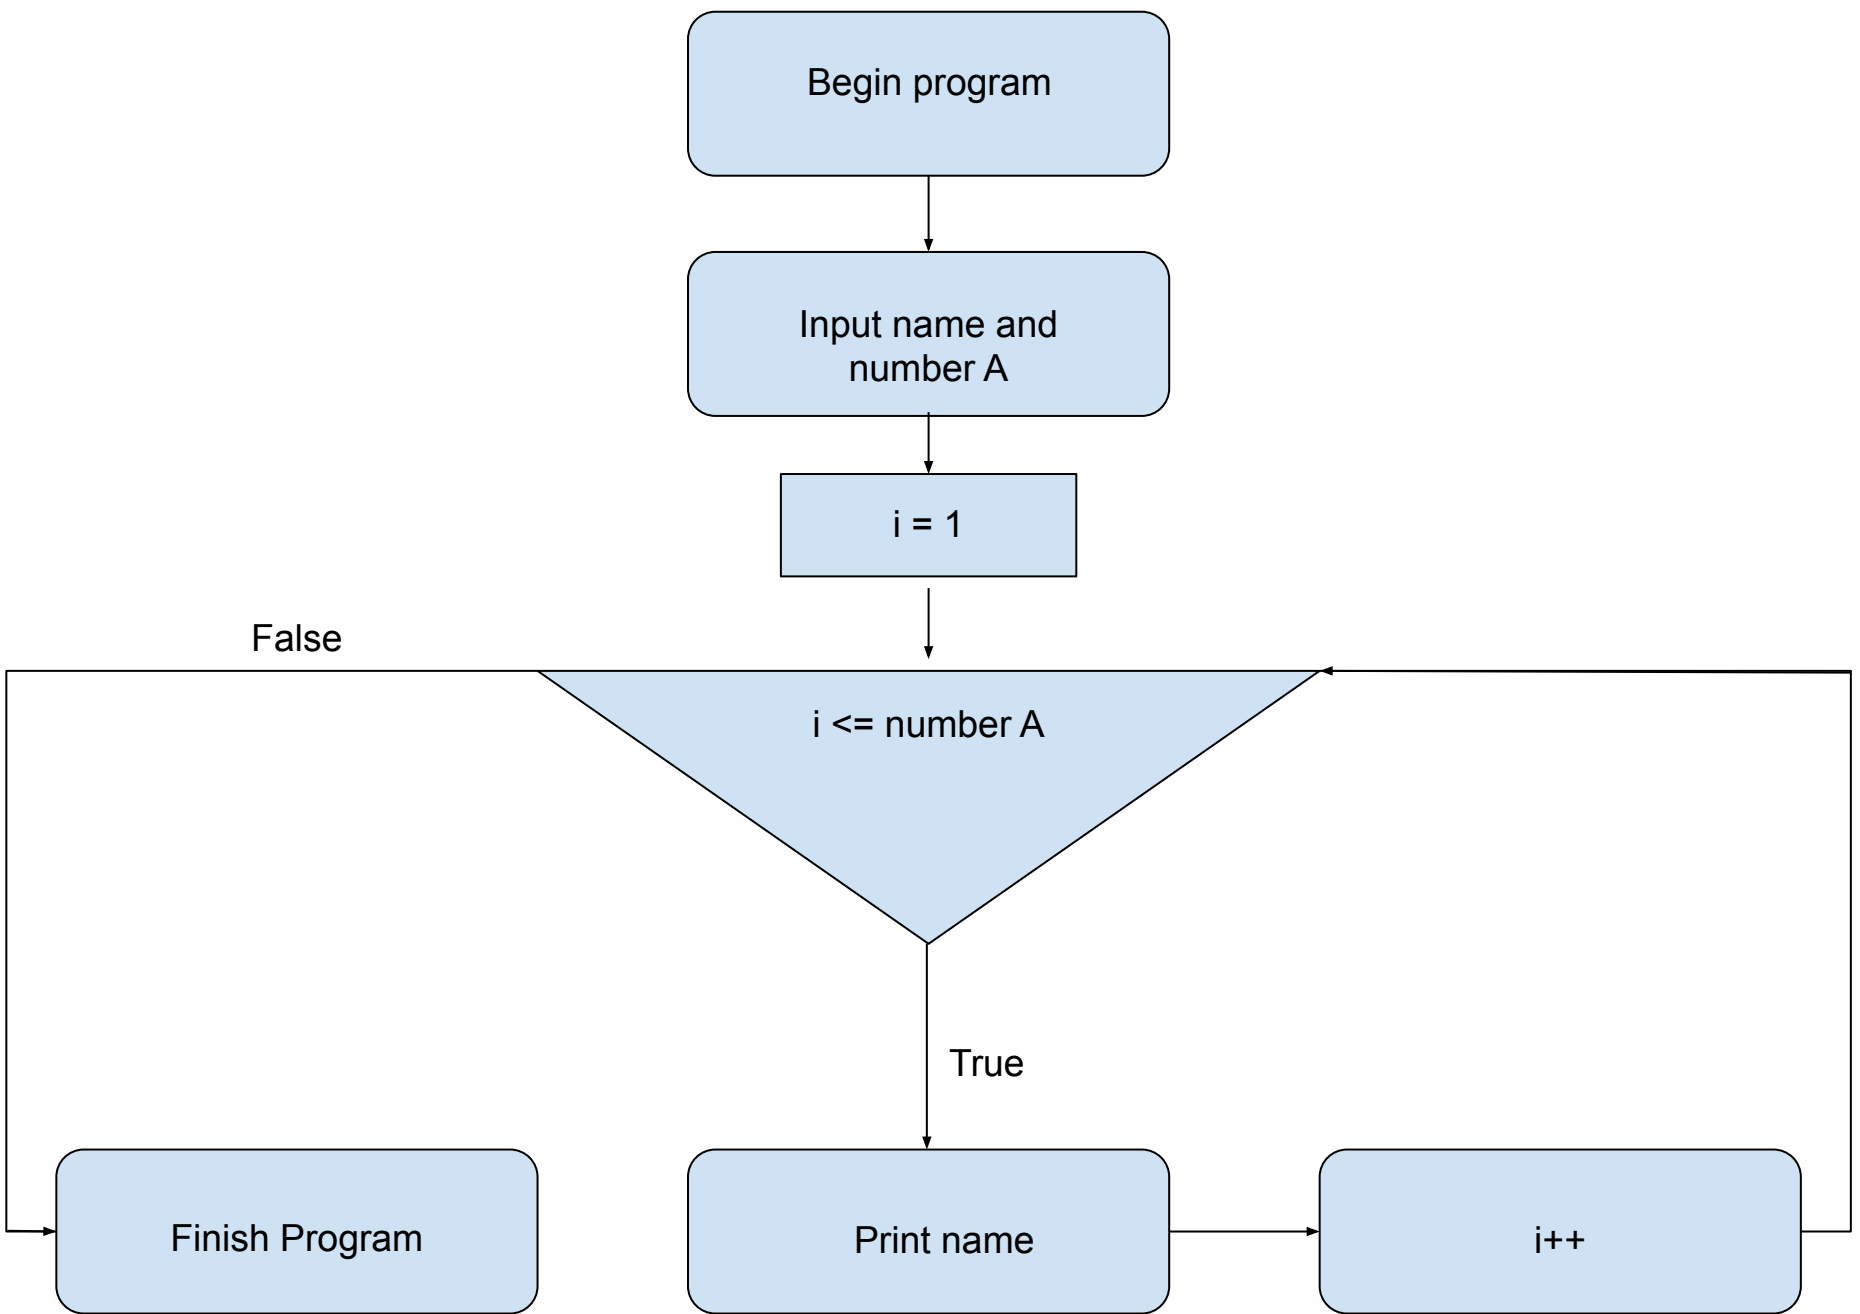 Begin program
Input name and
number A
i = 1
False
i <= number A
True
Finish Program
Print name
i++